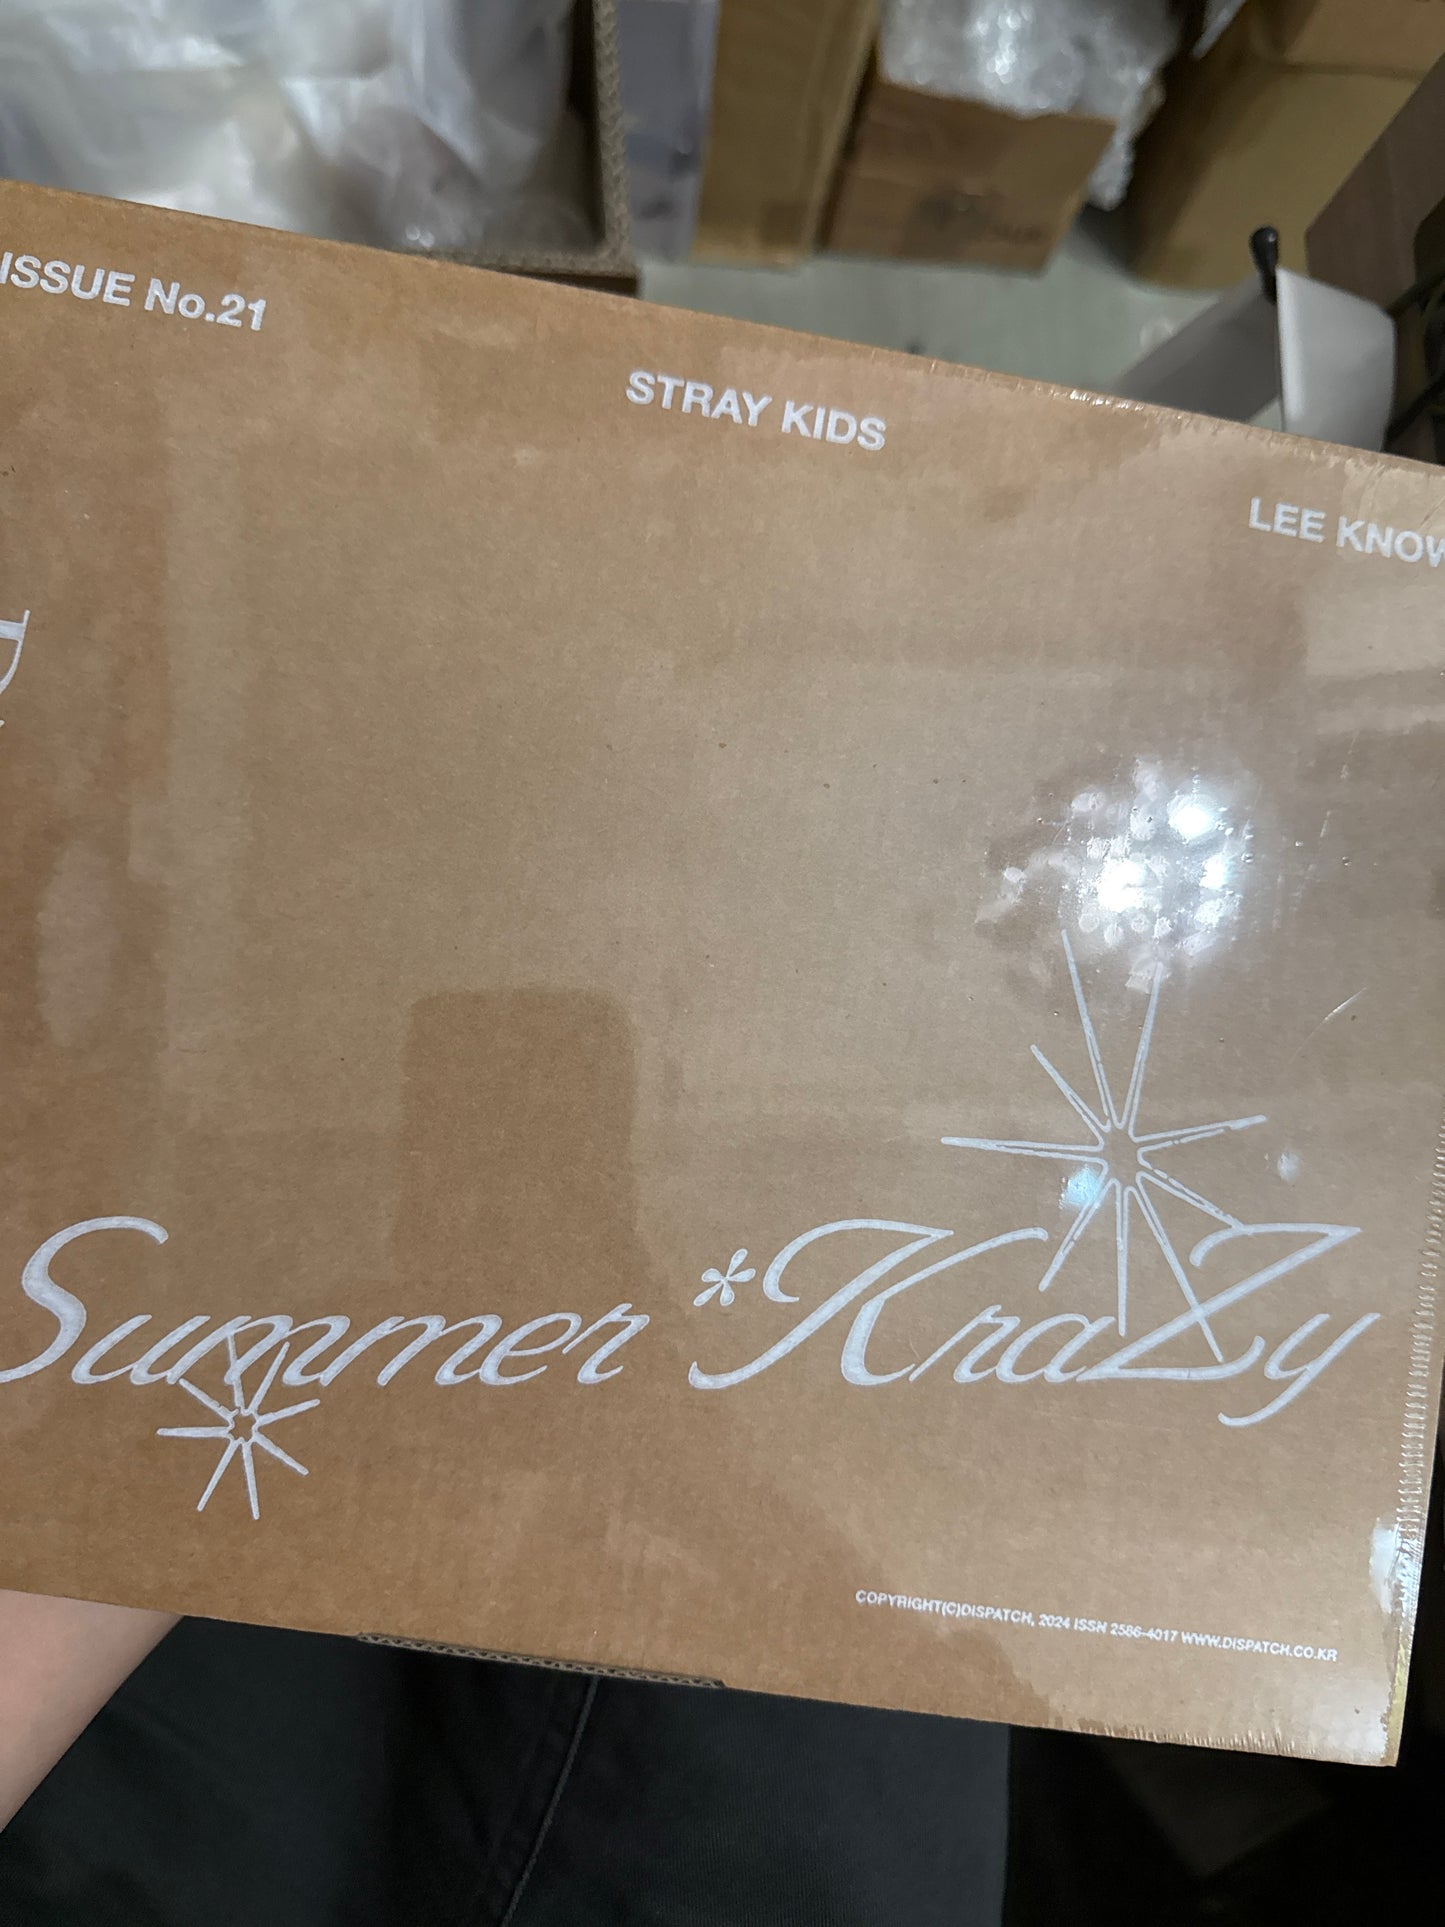 ISSUE No.21
STRAY KIDS
LEE KNOW
Summer *KraZy
COPYRIGHT(C)DISPATCH, 2024 ISSN 2586-4017 WWW.DISPATCH.CO.KR